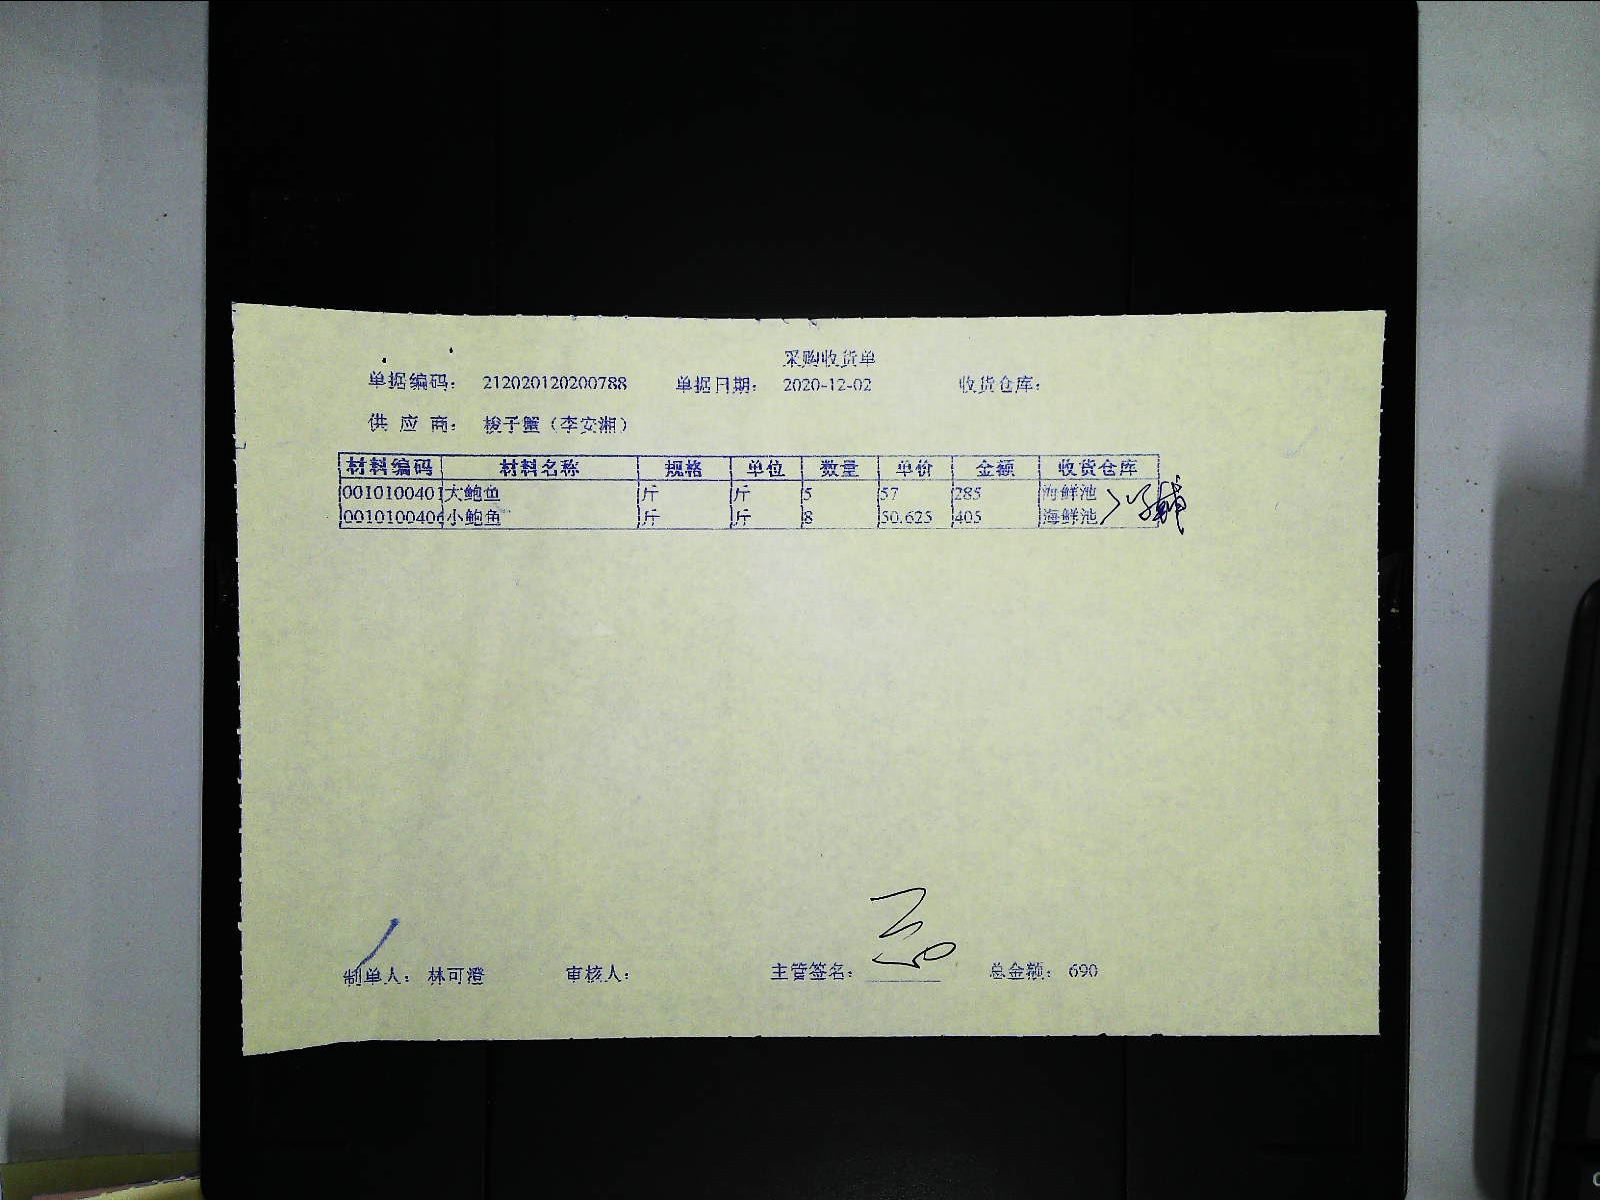 采购收货单
单据编码： 212020120200788 单据日期： 2020-12-02 收货仓库：
供 应 商： 梭子蟹（李安湘）
材料编码 材料名称 规格 单位 数量 单价 金额 收货仓库
0010100401 大鲍鱼 斤 斤 5 57 285 海鲜池
0010100406 小鲍鱼 斤 斤 8 50.625 405 海鲜池
制单人： 林可澄 审核人： 主管签名： 总金额： 690